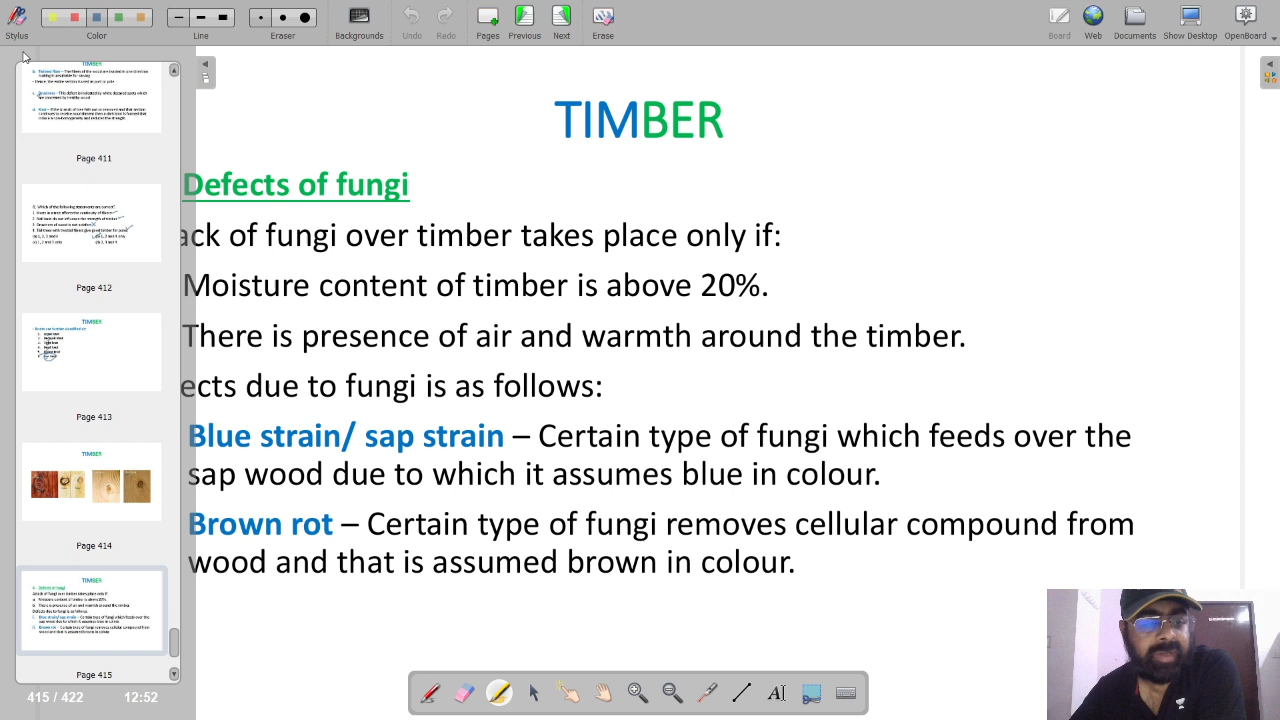 Stylus
Color
Line
Eraser
Backgrounds
Undo
Redo
Pages
Previous
Next
Erase
Board
Web
Documents
Show Desktop
OpenBoard
Page 411
Page 412
TIMBER
Page 413
TIMBER
Page 414
TIMBER
Page 415
415 / 422
12:52
TIMBER
Defects of fungi
ack of fungi over timber takes place only if:
Moisture content of timber is above 20%.
There is presence of air and warmth around the timber.
ects due to fungi is as follows:
Blue strain/ sap strain – Certain type of fungi which feeds over the
sap wood due to which it assumes blue in colour.
Brown rot – Certain type of fungi removes cellular compound from
wood and that is assumed brown in colour.